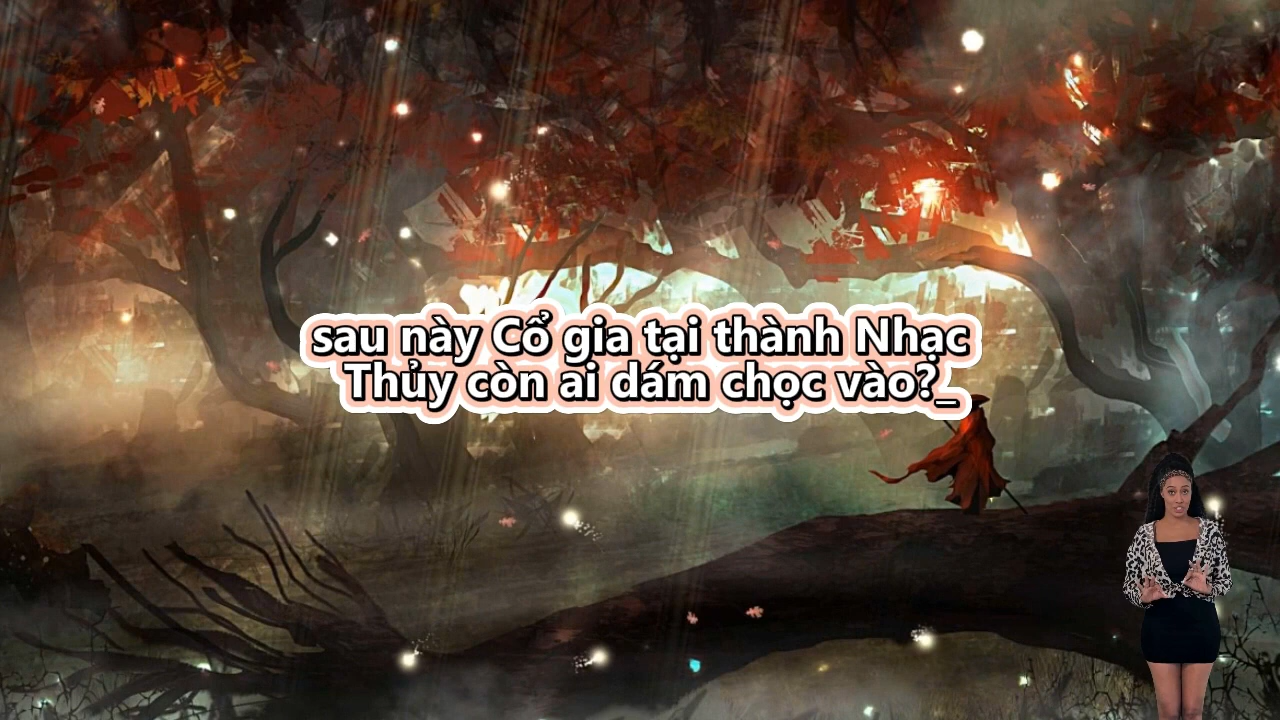 sau này Cổ gia tại thành Nhạc
Thủy còn ai dám chọc vào?_